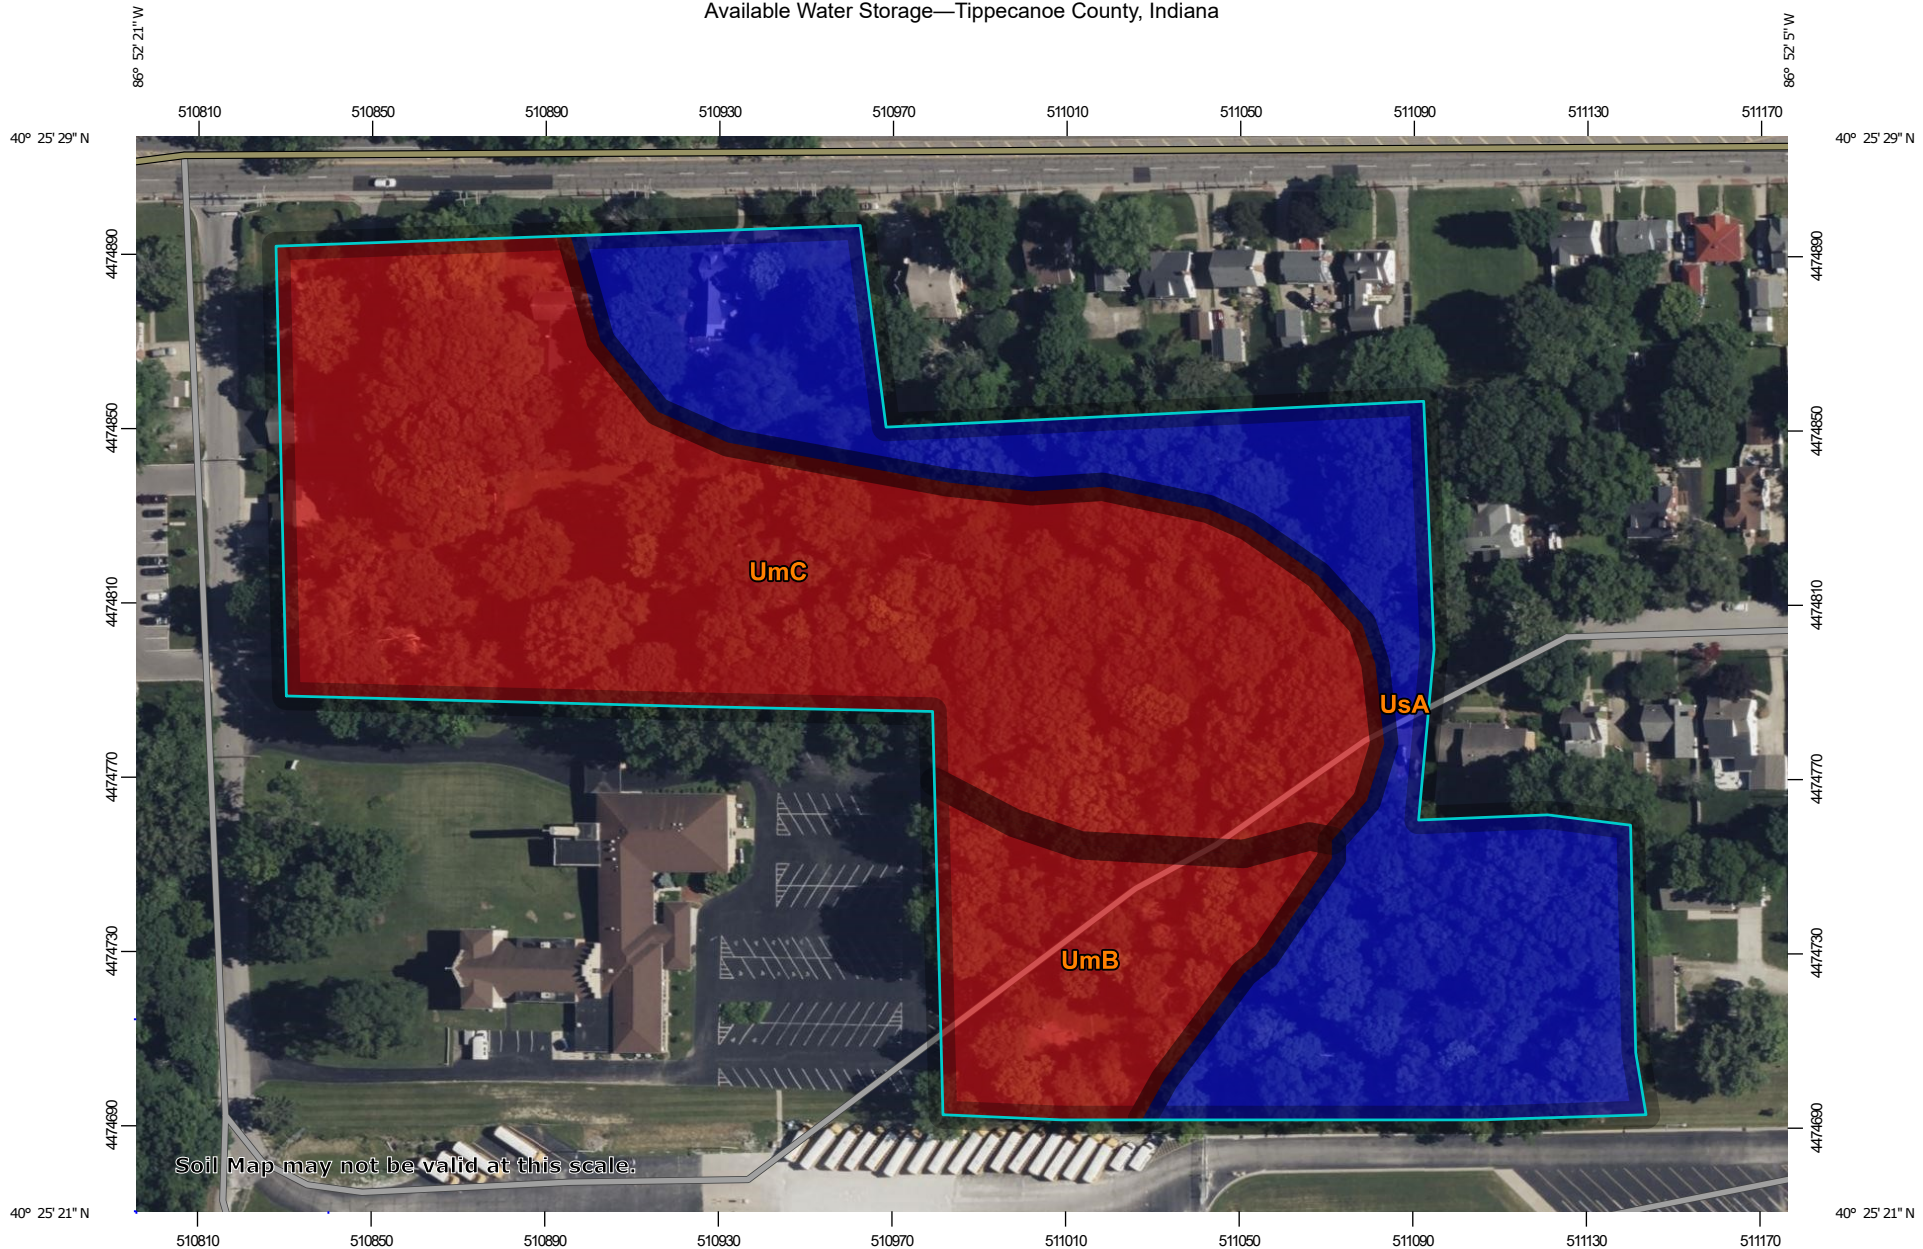 Available Water Storage—Tippecanoe County, Indiana
86° 52' 21" W
86° 52' 5" W
510810 510850 510890 510930 510970 511010 511050 511090 511130 511170
40° 25' 29" N
40° 25' 29" N
4474890
4474890
4474850
4474850
UmC
4474810
4474810
UsA
4474770
4474770
UmB
4474730
4474730
4474690
4474690
Soil Map may not be valid at this scale.
40° 25' 21" N
40° 25' 21" N
510810 510850 510890 510930 510970 511010 511050 511090 511130 511170